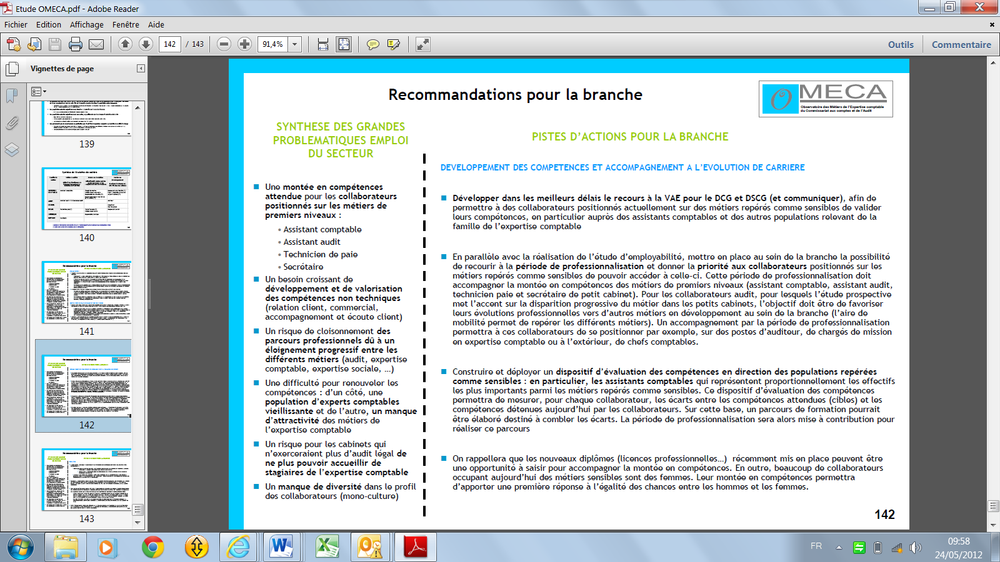 Etude OMECA.pdf - Adobe Reader
Fichier Edition Affichage Fenêtre Aide
142 / 143
91,4%
Outils Commentaire
Vignettes de page
139
140
141
142
143
Recommandations pour la branche
OMECA
Observatoire des Métiers de l'Expertise comptable
du Commissariat aux comptes et de l'Audit
SYNTHESE DES GRANDES
PROBLEMATIQUES EMPLOI
DU SECTEUR
Une montée en compétences
attendue pour les collaborateurs
positionnés sur les métiers de
premiers niveaux :
• Assistant comptable
• Assistant audit
• Technicien de paie
• Secrétaire
Un besoin croissant de
développement et de valorisation
des compétences non techniques
(relation client, commercial,
accompagnement et écoute client)
Un risque de cloisonnement des
parcours professionnels dû à un
éloignement progressif entre les
différents métiers (audit, expertise
comptable, expertise sociale, …)
Une difficulté pour renouveler les
compétences : d'un côté, une
population d'experts comptables
vieillissante et de l'autre, un manque
d'attractivité des métiers de
l'expertise comptable
Un risque pour les cabinets qui
n'exerceraient plus d'audit légal de
ne plus pouvoir accueillir de
stagiaires de l'expertise comptable
Un manque de diversité dans le profil
des collaborateurs (mono-culture)
PISTES D'ACTIONS POUR LA BRANCHE
DEVELOPPEMENT DES COMPETENCES ET ACCOMPAGNEMENT A L'EVOLUTION DE CARRIERE
Développer dans les meilleurs délais le recours à la VAE pour le DCG et DSCG (et communiquer), afin de
permettre à des collaborateurs positionnés actuellement sur des métiers repérés comme sensibles de valider
leurs compétences, en particulier auprès des assistants comptables et des autres populations relevant de la
famille de l'expertise comptable
En parallèle avec la réalisation de l'étude d'employabilité, mettre en place au sein de la branche la possibilité
de recourir à la période de professionnalisation et donner la priorité aux collaborateurs positionnés sur les
métiers repérés comme sensibles de pouvoir accéder à celle-ci. Cette période de professionnalisation doit
accompagner la montée en compétences des métiers de premiers niveaux (assistant comptable, assistant audit,
technicien paie et secrétaire de petit cabinet). Pour les collaborateurs audit, pour lesquels l'étude prospective
met l'accent sur la disparition progressive du métier dans les petits cabinets, l'objectif doit être de favoriser
leurs évolutions professionnelles vers d'autres métiers en développement au sein de la branche (l'aire de
mobilité permet de repérer les différents métiers). Un accompagnement par la période de professionnalisation
permettra à ces collaborateurs de se positionner par exemple, sur des postes d'auditeur, de chargés de mission
en expertise comptable ou à l'extérieur, de chefs comptables.
Construire et déployer un dispositif d'évaluation des compétences en direction des populations repérées
comme sensibles : en particulier, les assistants comptables qui représentent proportionnellement les effectifs
les plus importants parmi les métiers repérés comme sensibles. Ce dispositif d'évaluation des compétences
permettra de mesurer, pour chaque collaborateur, les écarts entre les compétences attendues (cibles) et les
compétences détenues aujourd'hui par les collaborateurs. Sur cette base, un parcours de formation pourrait
être élaboré destiné à combler les écarts. La période de professionnalisation sera alors mise à contribution pour
réaliser ce parcours
On rappellera que les nouveaux diplômes (licences professionnelles…) récemment mis en place peuvent être
une opportunité à saisir pour accompagner la montée en compétences. En outre, beaucoup de collaborateurs
occupant aujourd'hui des métiers sensibles sont des femmes. Leur montée en compétences permettra
d'apporter une première réponse à l'égalité des chances entre les hommes et les femmes.
142
FR
09:58
24/05/2012